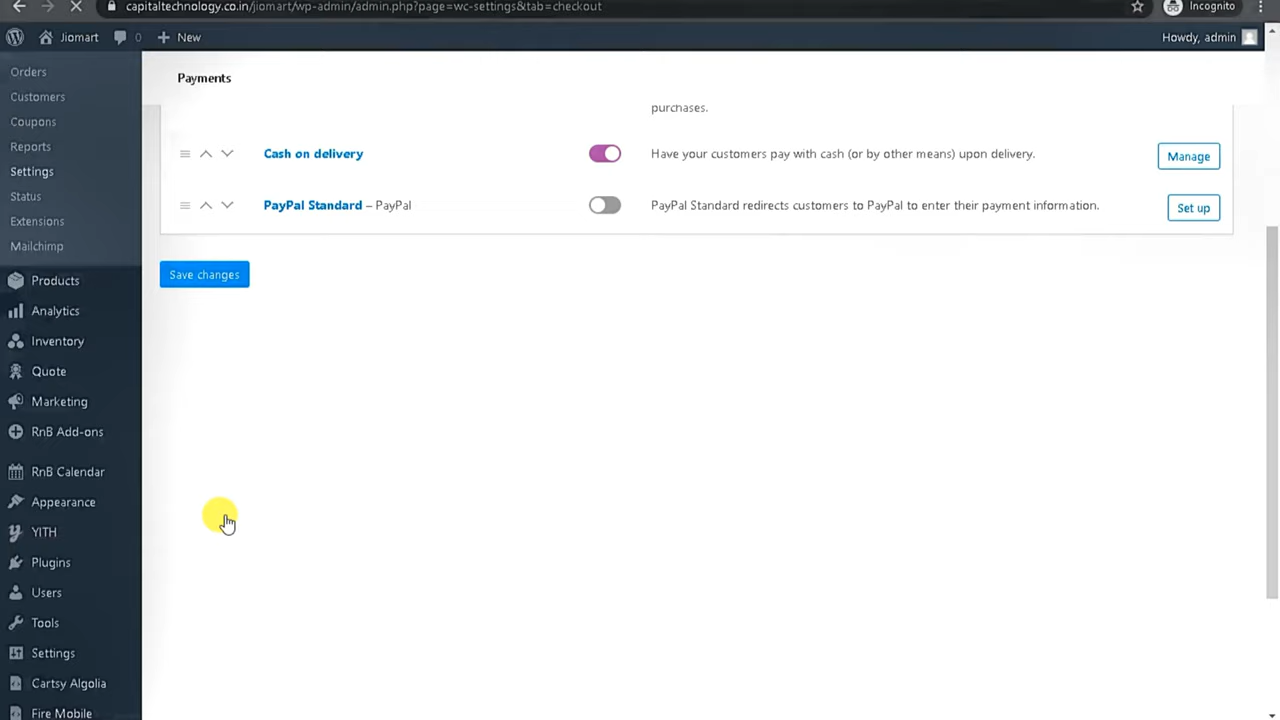 capitaltechnology.co.in/jiomart/wp-admin/admin.php?page=wc-settings&tab=checkout
Incognito
Jiomart
0
New
Howdy, admin
Orders
Customers
Coupons
Reports
Settings
Status
Extensions
Mailchimp
Products
Analytics
Inventory
Quote
Marketing
RnB Add-ons
RnB Calendar
Appearance
YITH
Plugins
Users
Tools
Settings
Cartsy Algolia
Fire Mobile
Payments
purchases.
Cash on delivery
Have your customers pay with cash (or by other means) upon delivery.
Manage
PayPal Standard – PayPal
PayPal Standard redirects customers to PayPal to enter their payment information.
Set up
Save changes